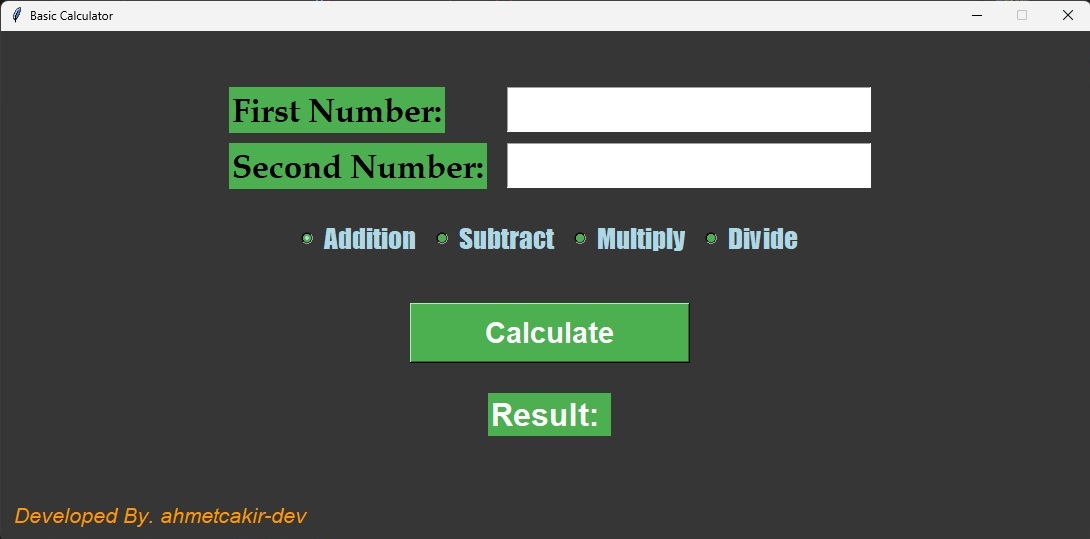 Basic Calculator
First Number:
Second Number:
Addition Subtract Multiply Divide
Calculate
Result:
Developed By. ahmetcakir-dev